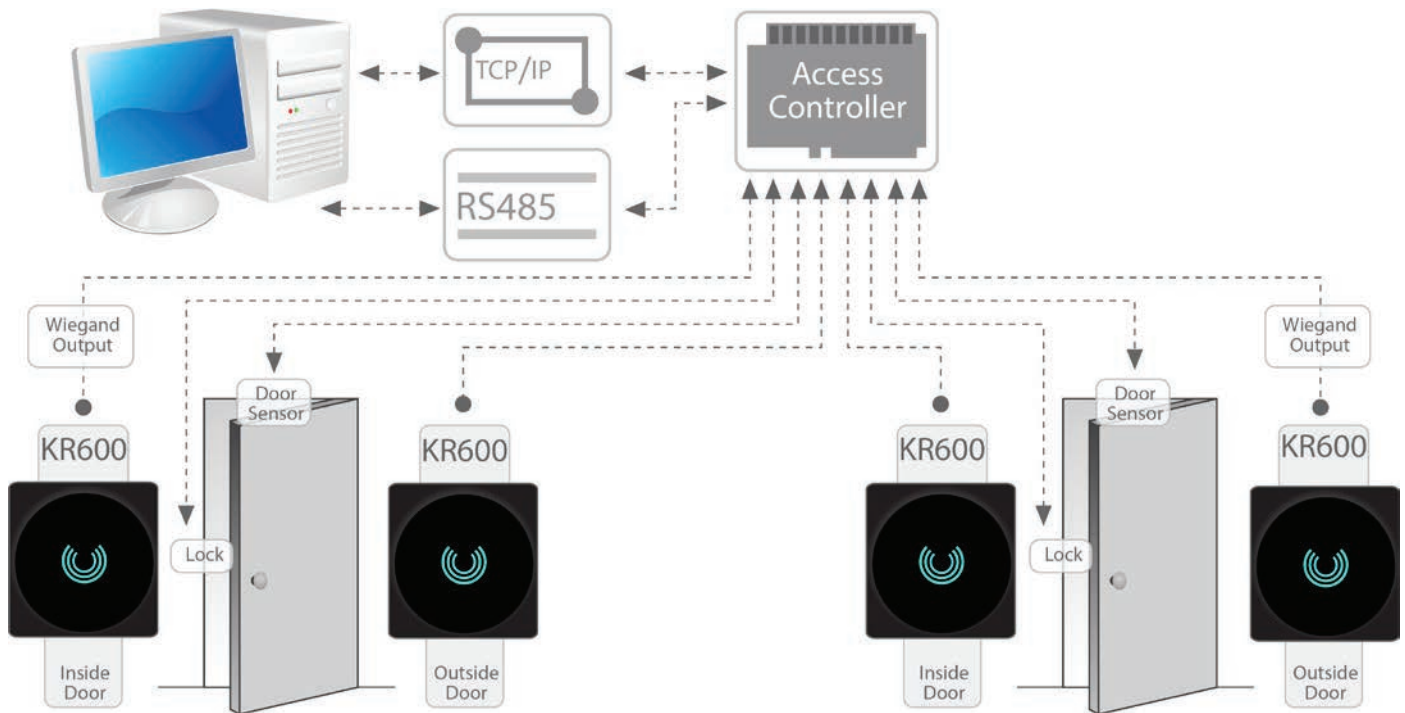 TCP/IP
Access
Controller
RS485
Wiegand
Output
Wiegand
Output
Door
Sensor
Door
Sensor
KR600
KR600
KR600
KR600
Lock
Lock
Inside
Door
Outside
Door
Inside
Door
Outside
Door